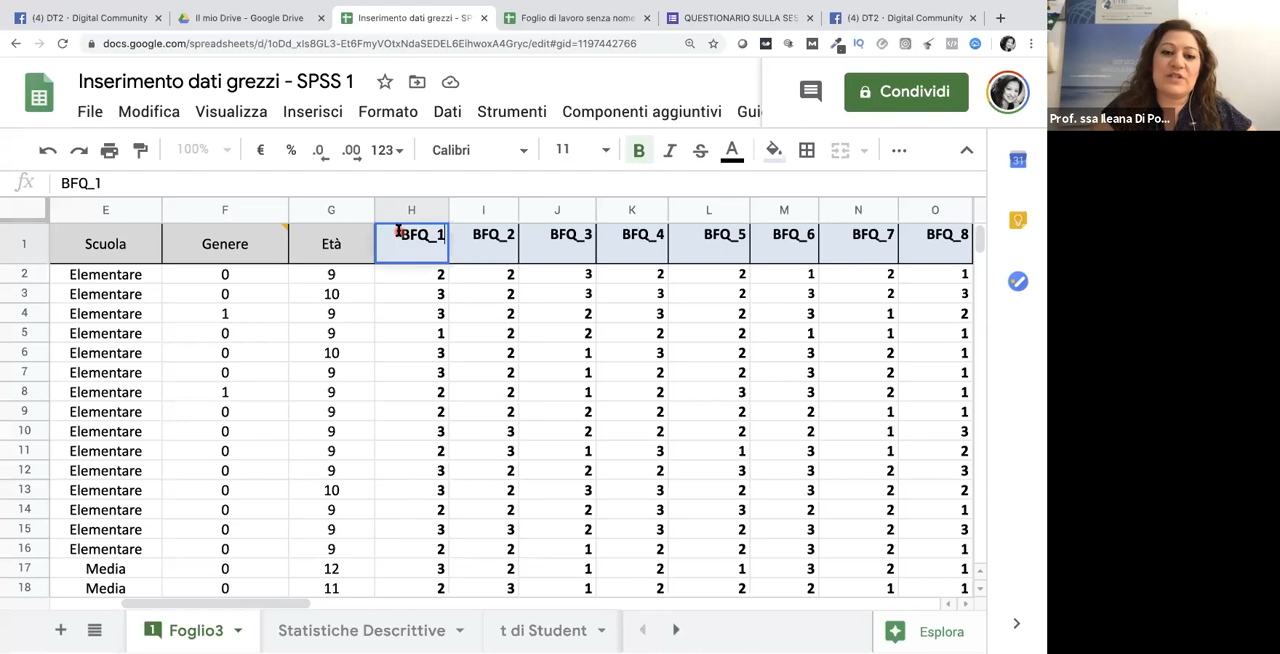 (4) DT2 · Digital Community × Il mio Drive - Google Drive × Inserimento dati grezzi - SP × Foglio di lavoro senza nome × QUESTIONARIO SULLA SES × (4) DT2 · Digital Community × +
docs.google.com/spreadsheets/d/1oDd_xIs8GL3-Et6FmyVOtxNdaSEDEL6EihwoxA4Gryc/edit#gid=1197442766
Inserimento dati grezzi - SPSS 1
Condividi
File Modifica Visualizza Inserisci Formato Dati Strumenti Componenti aggiuntivi Gui
100% € % .0 .00 123 Calibri 11 B I S A
fx BFQ_1
E F G H I J K L M N O
1 Scuola Genere Età BFQ_1 BFQ_2 BFQ_3 BFQ_4 BFQ_5 BFQ_6 BFQ_7 BFQ_8
2 Elementare 0 9 2 2 3 2 2 1 2 1
3 Elementare 0 10 3 2 3 3 2 3 2 3
4 Elementare 1 9 3 2 2 3 2 3 1 2
5 Elementare 0 9 1 2 2 2 2 1 1 1
6 Elementare 0 10 3 2 1 3 2 3 2 1
7 Elementare 0 9 3 2 1 2 2 3 2 1
8 Elementare 1 9 2 2 1 2 3 3 2 1
9 Elementare 0 9 2 2 2 2 2 2 1 1
10 Elementare 0 9 3 3 2 2 2 2 1 3
11 Elementare 0 9 2 3 1 3 1 3 1 2
12 Elementare 0 9 3 2 2 2 3 3 2 3
13 Elementare 0 10 3 2 3 3 2 3 2 2
14 Elementare 0 9 2 2 2 3 3 2 2 1
15 Elementare 0 9 3 3 2 3 2 3 2 3
16 Elementare 0 9 2 2 1 2 2 3 2 1
17 Media 0 12 3 2 1 2 1 3 2 1
18 Media 0 11 2 3 1 2 2 2 1 1
+ 1 Foglio3 Statistiche Descrittive t di Student Esplora
31
Prof. ssa Ileana Di Po...